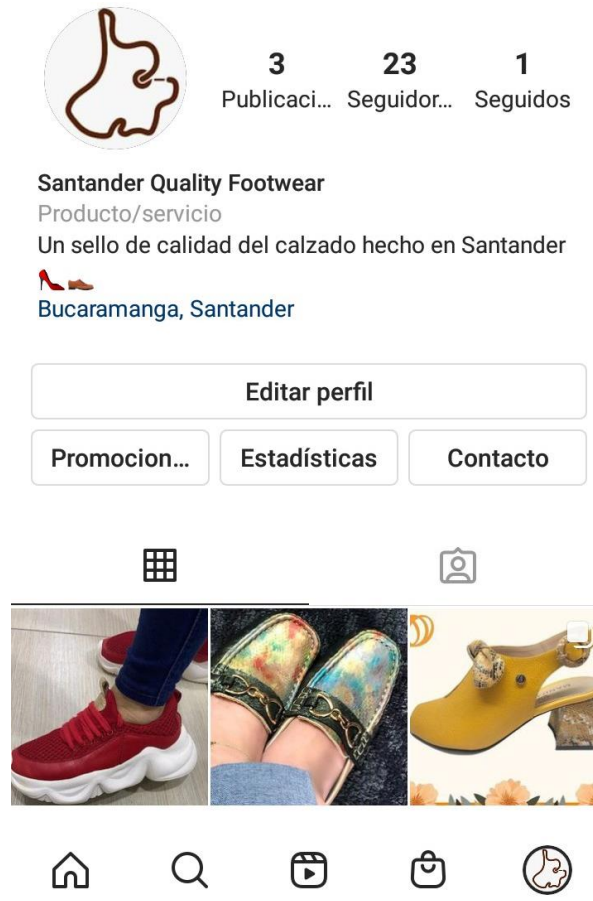 3 23 1
Publicaci... Seguidor... Seguidos
Santander Quality Footwear
Producto/servicio
Un sello de calidad del calzado hecho en Santander
👠👞
Bucaramanga, Santander
Editar perfil
Promocion... Estadísticas Contacto